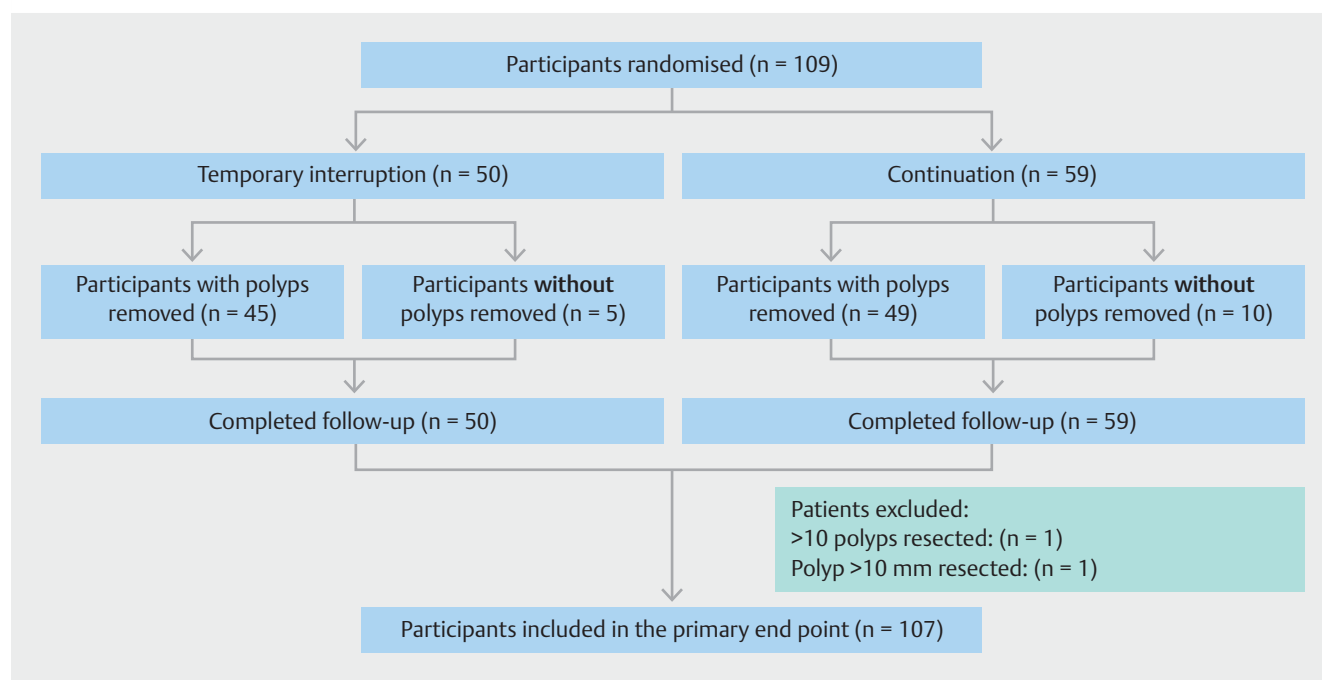 Participants randomised (n = 109)
Temporary interruption (n = 50)
Continuation (n = 59)
Participants with polyps
removed (n = 45)
Participants without
polyps removed (n = 5)
Participants with polyps
removed (n = 49)
Participants without
polyps removed (n = 10)
Completed follow-up (n = 50)
Completed follow-up (n = 59)
Patients excluded:
>10 polyps resected: (n = 1)
Polyp >10 mm resected: (n = 1)
Participants included in the primary end point (n = 107)